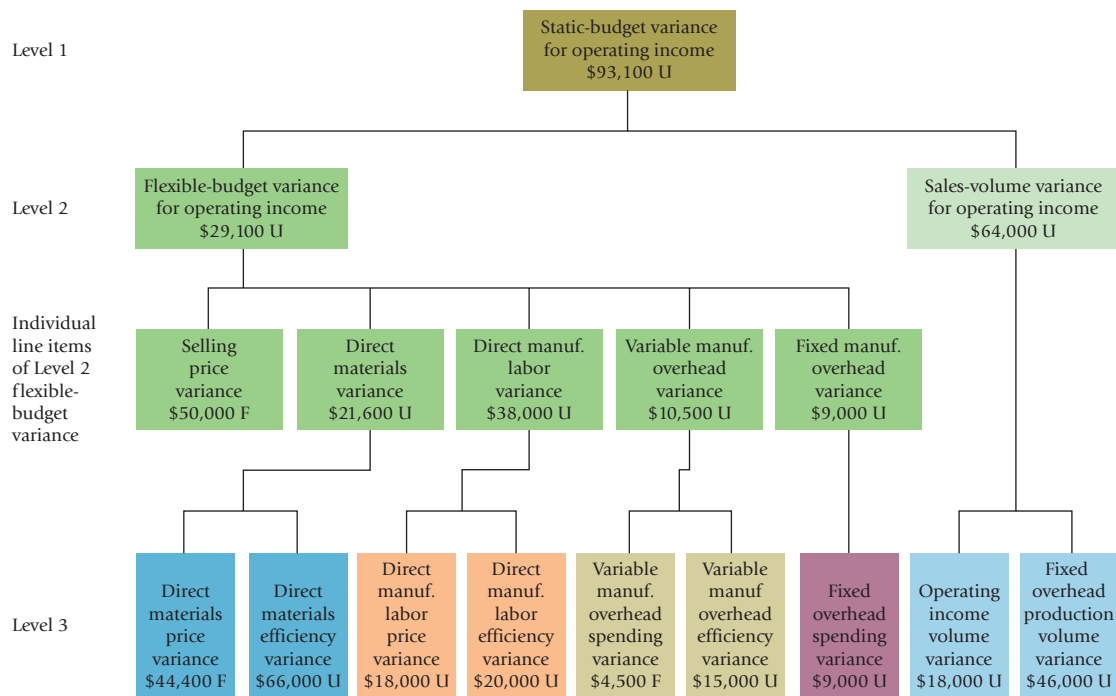 Level 1
Static-budget variance
for operating income
$93,100 U
Level 2
Flexible-budget variance
for operating income
$29,100 U
Sales-volume variance
for operating income
$64,000 U
Individual
line items
of Level 2
flexible-
budget
variance
Selling
price
variance
$50,000 F
Direct
materials
variance
$21,600 U
Direct manuf.
labor
variance
$38,000 U
Variable manuf.
overhead
variance
$10,500 U
Fixed manuf.
overhead
variance
$9,000 U
Level 3
Direct
materials
price
variance
$44,400 F
Direct
materials
efficiency
variance
$66,000 U
Direct
manuf.
labor
price
variance
$18,000 U
Direct
manuf.
labor
efficiency
variance
$20,000 U
Variable
manuf.
overhead
spending
variance
$4,500 F
Variable
manuf
overhead
efficiency
variance
$15,000 U
Fixed
overhead
spending
variance
$9,000 U
Operating
income
volume
variance
$18,000 U
Fixed
overhead
production
volume
variance
$46,000 U